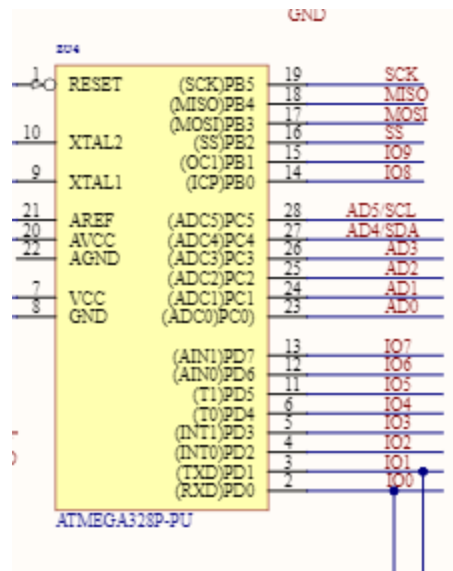 GND
ZU4
1 RESET (SCK)PB5 19 SCK
(MISO)PB4 18 MISO
(MOSI)PB3 17 MOSI
10 XTAL2 (SS)PB2 16 SS
(OC1)PB1 15 IO9
9 XTAL1 (ICP)PB0 14 IO8
21 AREF (ADC5)PC5 28 AD5/SCL
20 AVCC (ADC4)PC4 27 AD4/SDA
22 AGND (ADC3)PC3 26 AD3
(ADC2)PC2 25 AD2
7 VCC (ADC1)PC1 24 AD1
8 GND (ADC0)PC0) 23 AD0
(AIN1)PD7 13 IO7
(AIN0)PD6 12 IO6
(T1)PD5 11 IO5
(T0)PD4 6 IO4
(INT1)PD3 5 IO3
(INT0)PD2 4 IO2
(TXD)PD1 3 IO1
(RXD)PD0 2 IO0
ATMEGA328P-PU